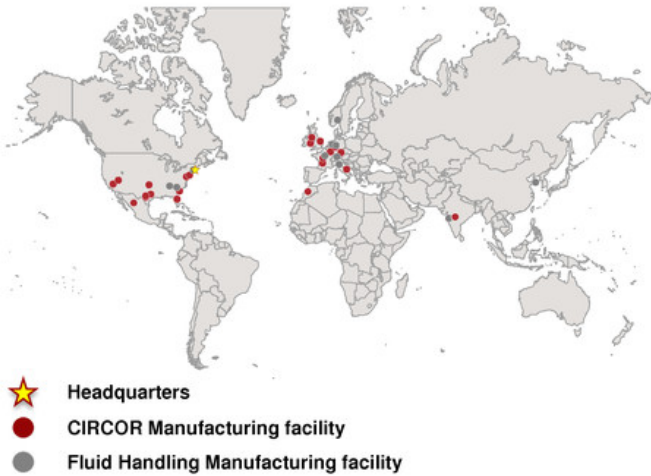 Headquarters
CIRCOR Manufacturing facility
Fluid Handling Manufacturing facility